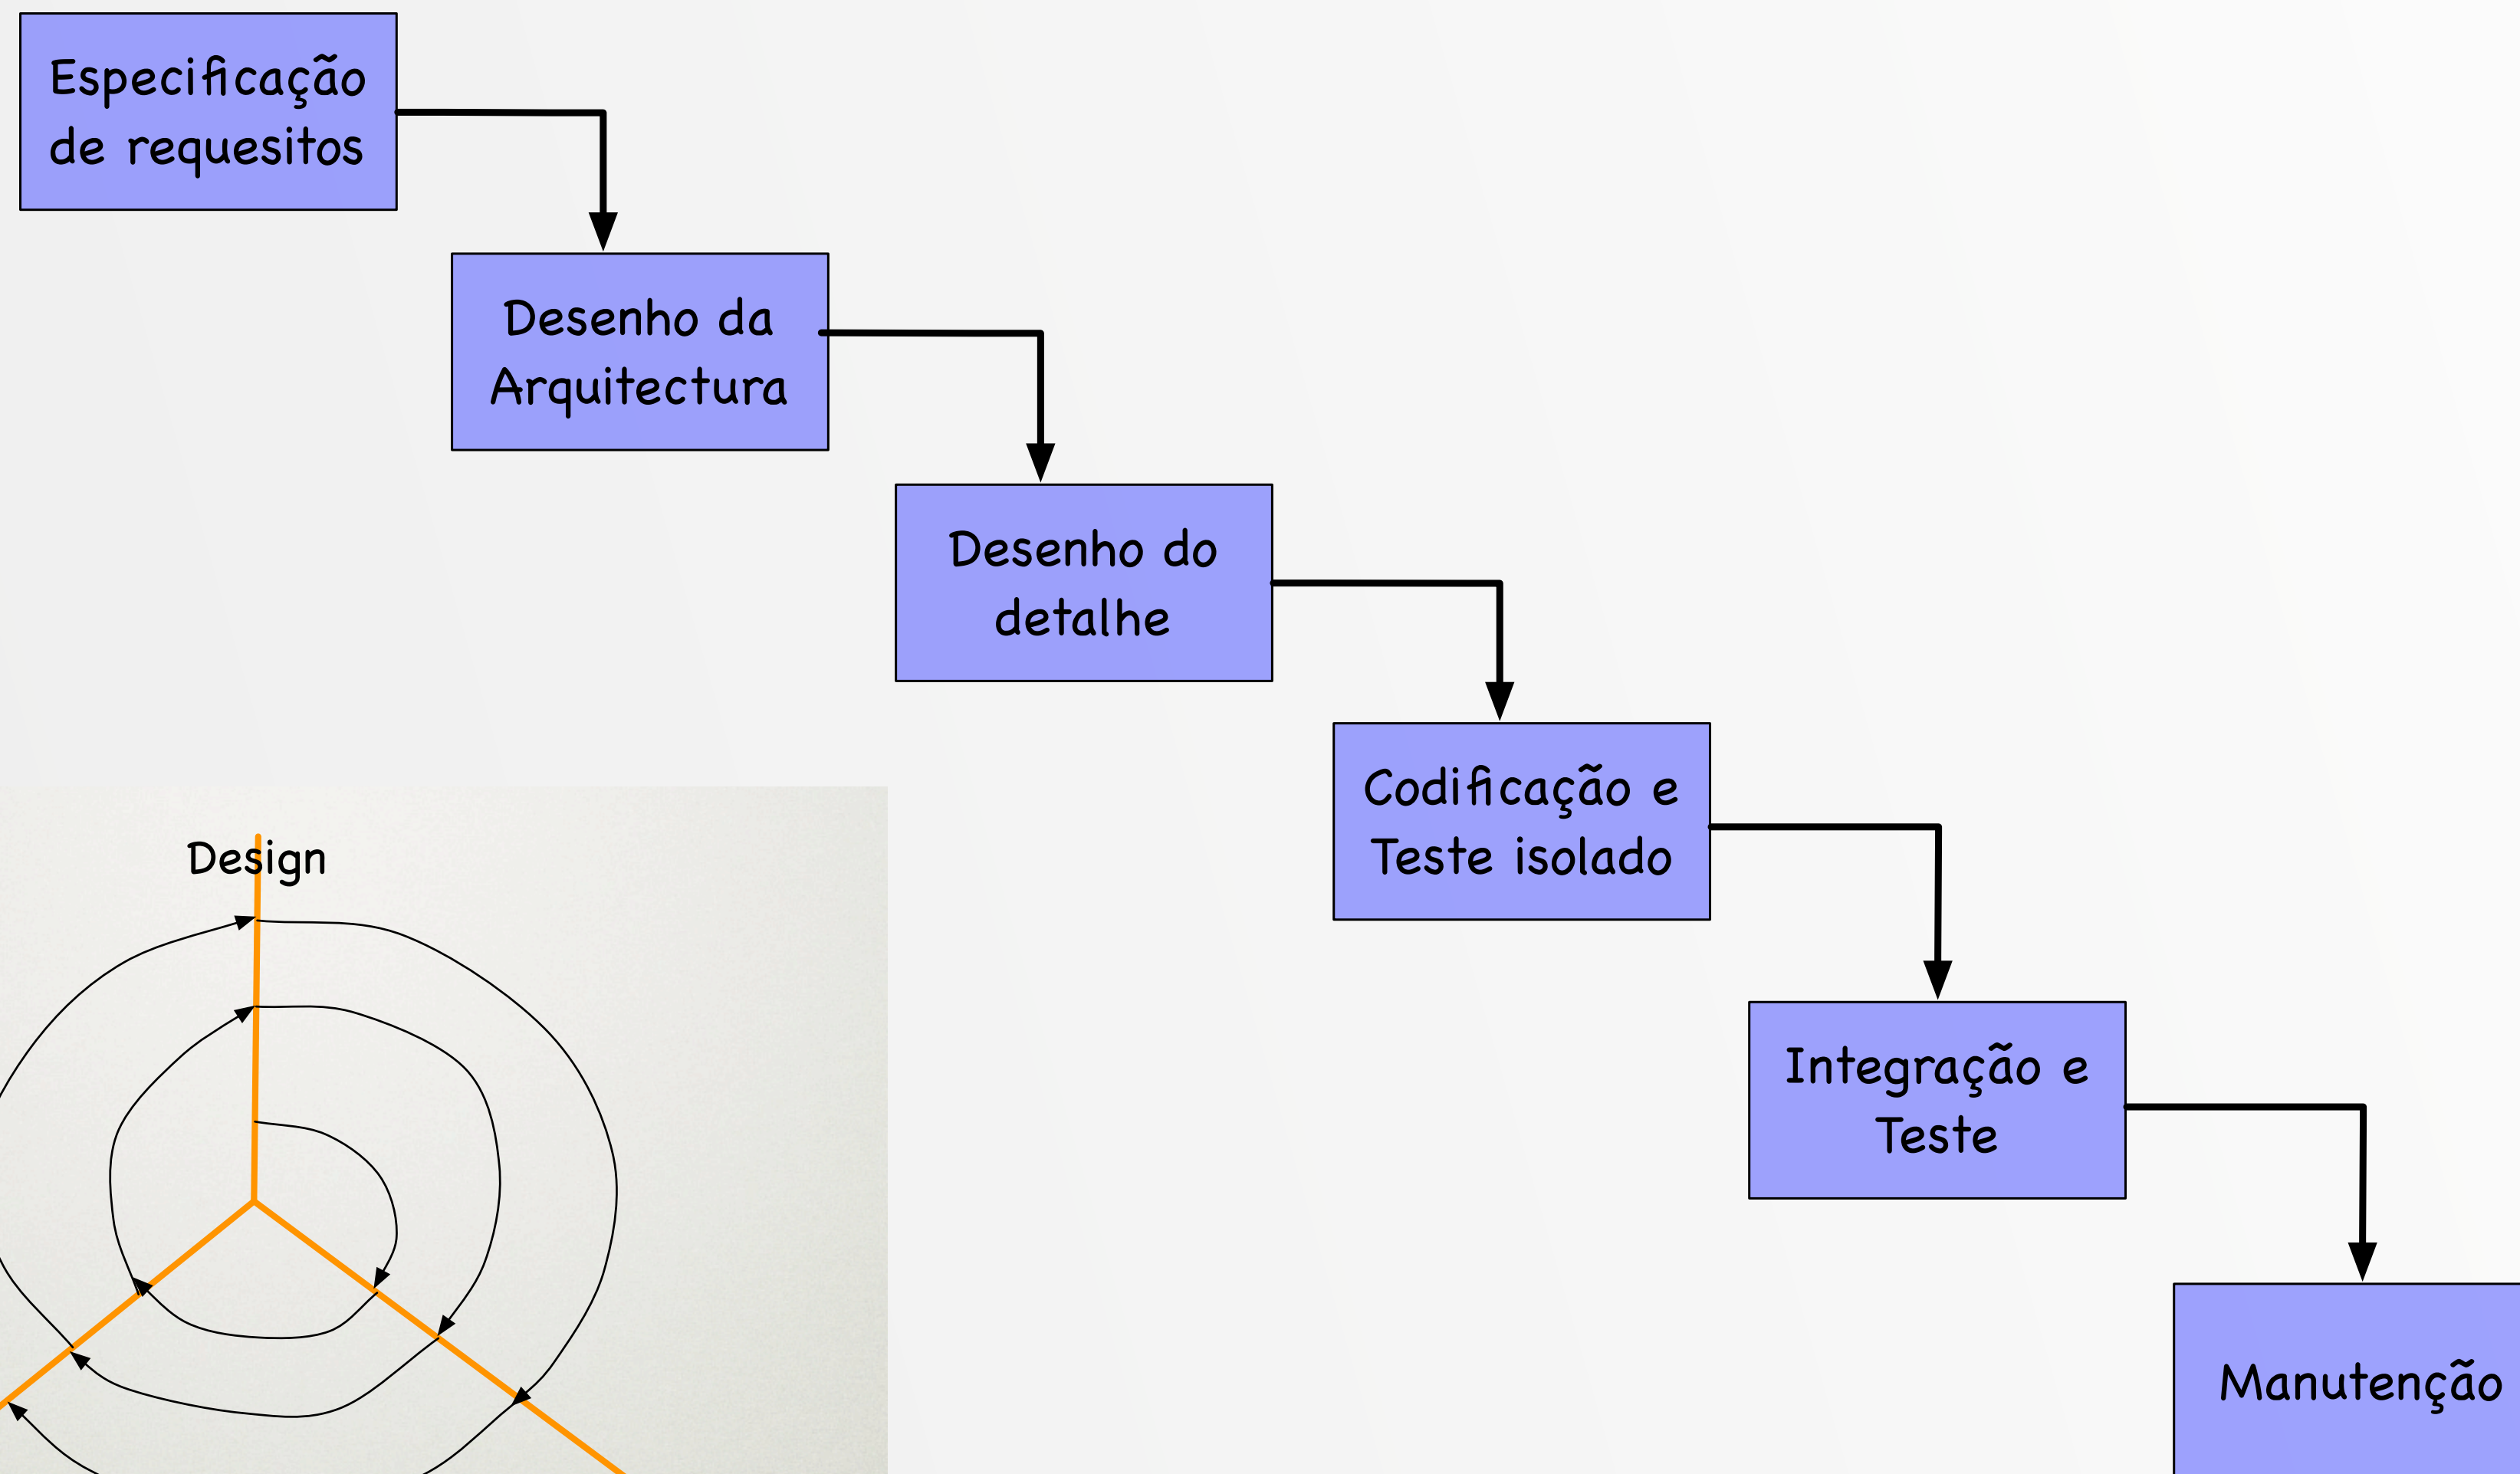 Especificação
de requesitos
Desenho da
Arquitectura
Desenho do
detalhe
Codificação e
Teste isolado
Design
Integração e
Teste
Manutenção